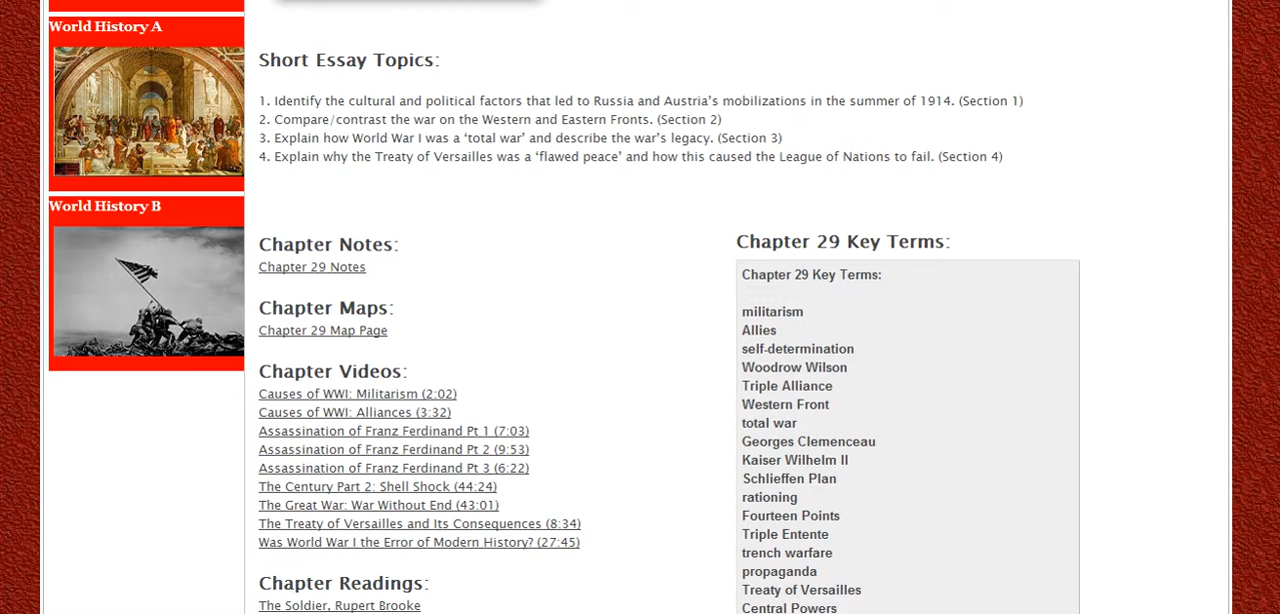 World History A
World History B
Short Essay Topics:
1. Identify the cultural and political factors that led to Russia and Austria’s mobilizations in the summer of 1914. (Section 1)
2. Compare/contrast the war on the Western and Eastern Fronts. (Section 2)
3. Explain how World War I was a ‘total war’ and describe the war’s legacy. (Section 3)
4. Explain why the Treaty of Versailles was a ‘flawed peace’ and how this caused the League of Nations to fail. (Section 4)
Chapter Notes:
Chapter 29 Notes
Chapter Maps:
Chapter 29 Map Page
Chapter Videos:
Causes of WWI: Militarism (2:02)
Causes of WWI: Alliances (3:32)
Assassination of Franz Ferdinand Pt 1 (7:03)
Assassination of Franz Ferdinand Pt 2 (9:53)
Assassination of Franz Ferdinand Pt 3 (6:22)
The Century Part 2: Shell Shock (44:24)
The Great War: War Without End (43:01)
The Treaty of Versailles and Its Consequences (8:34)
Was World War I the Error of Modern History? (27:45)
Chapter Readings:
The Soldier, Rupert Brooke
Chapter 29 Key Terms:
Chapter 29 Key Terms:
militarism
Allies
self-determination
Woodrow Wilson
Triple Alliance
Western Front
total war
Georges Clemenceau
Kaiser Wilhelm II
Schlieffen Plan
rationing
Fourteen Points
Triple Entente
trench warfare
propaganda
Treaty of Versailles
Central Powers